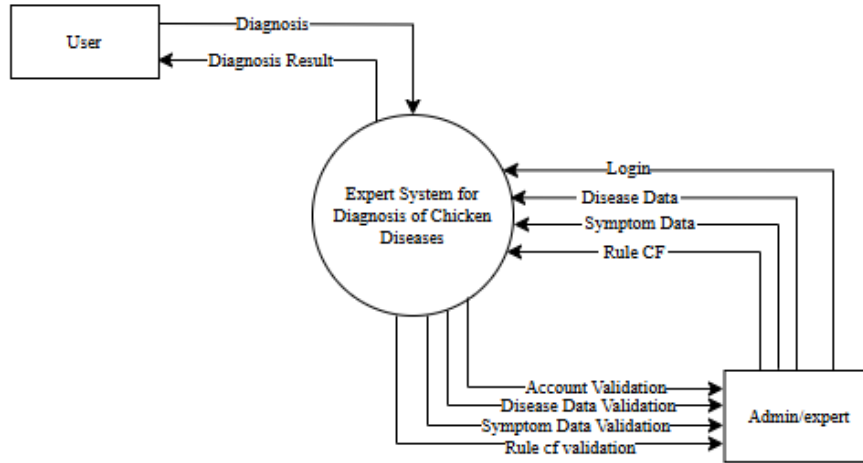 User
Diagnosis
Diagnosis Result
Expert System for
Diagnosis of Chicken
Diseases
Login
Disease Data
Symptom Data
Rule CF
Account Validation
Disease Data Validation
Symptom Data Validation
Rule cf validation
Admin/expert